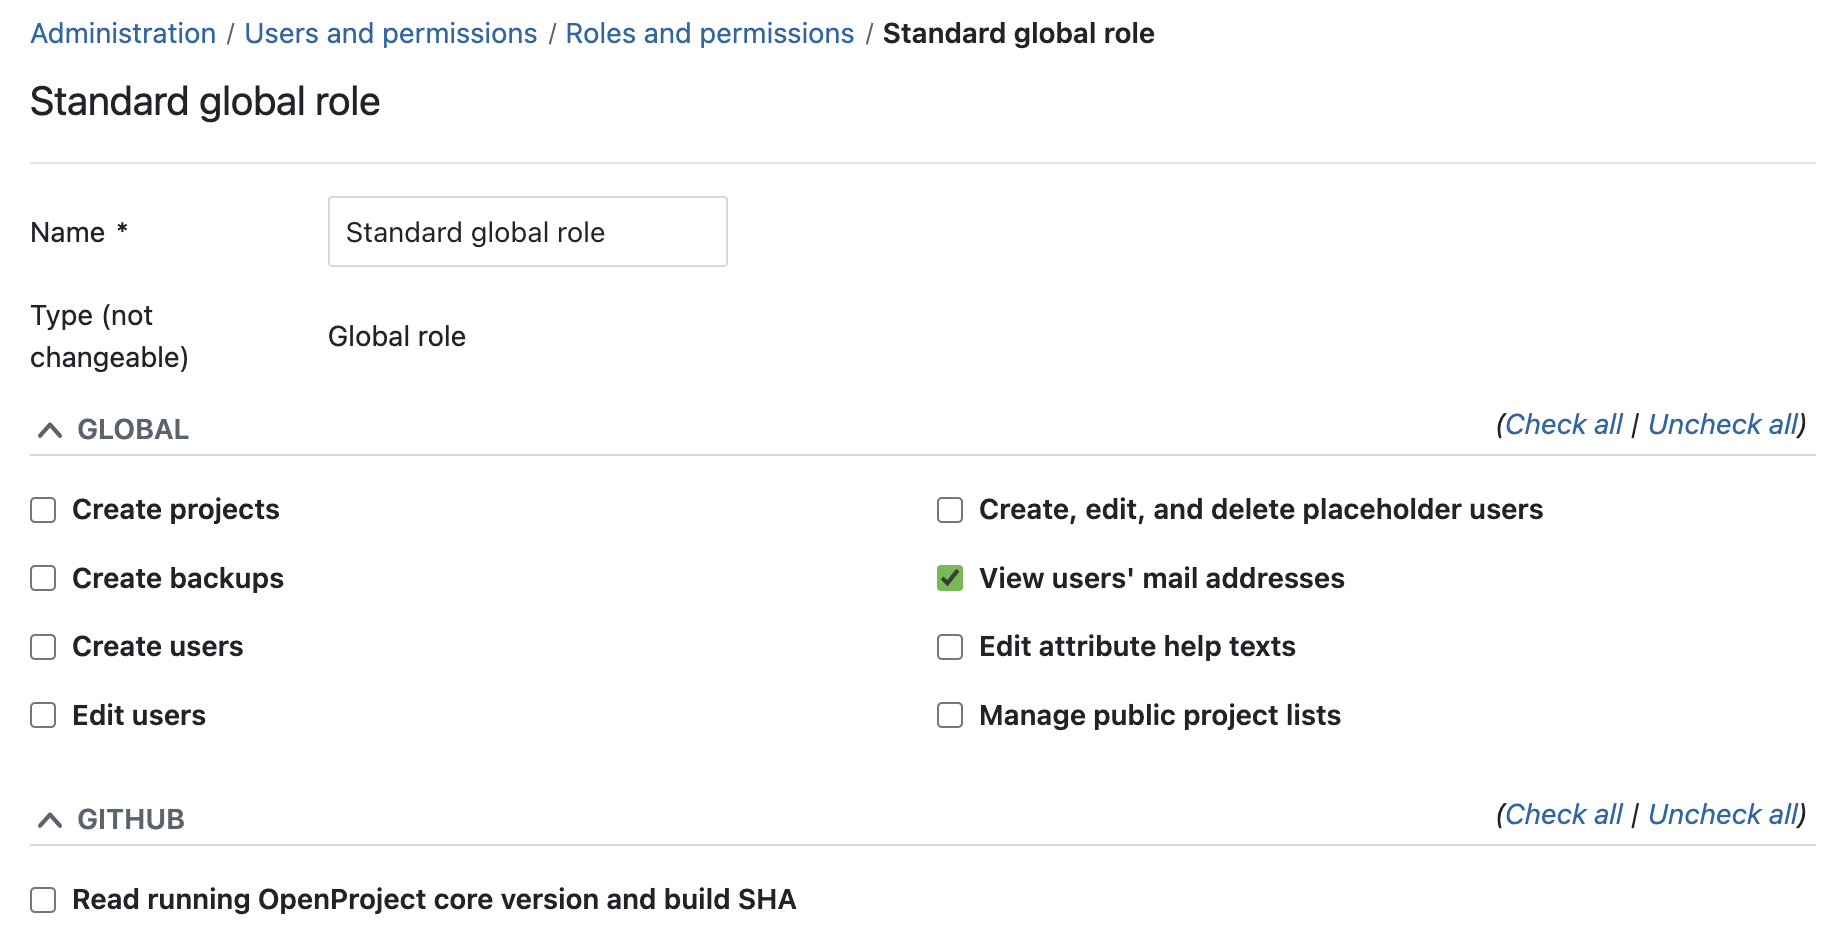 Administration / Users and permissions / Roles and permissions / Standard global role
Standard global role
Name *
Standard global role
Type (not
changeable)
Global role
GLOBAL
(Check all | Uncheck all)
Create projects
Create, edit, and delete placeholder users
Create backups
View users' mail addresses
Create users
Edit attribute help texts
Edit users
Manage public project lists
GITHUB
(Check all | Uncheck all)
Read running OpenProject core version and build SHA